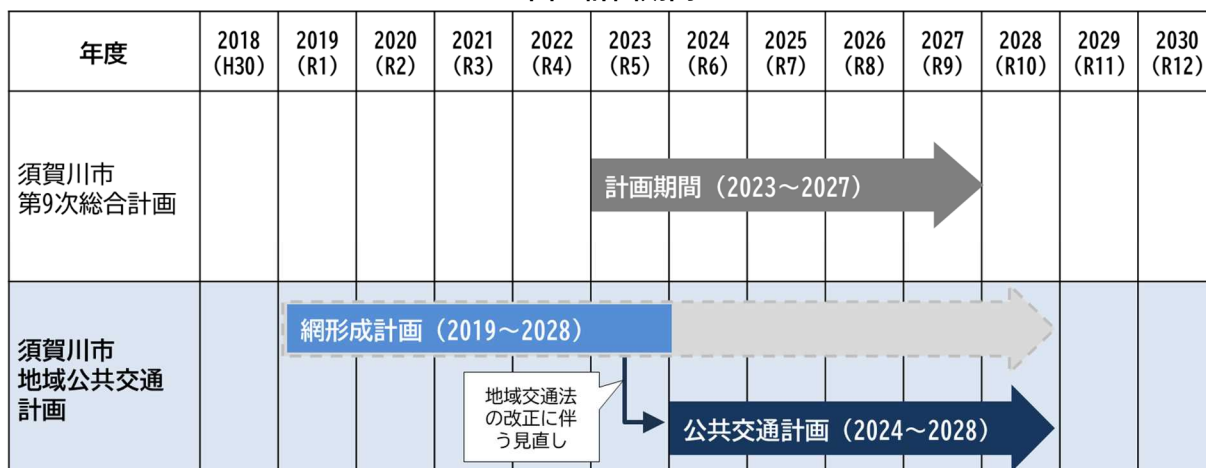 年度
2018
(H30)
2019
(R1)
2020
(R2)
2021
(R3)
2022
(R4)
2023
(R5)
2024
(R6)
2025
(R7)
2026
(R8)
2027
(R9)
2028
(R10)
2029
(R11)
2030
(R12)
須賀川市
第9次総合計画
計画期間（2023～2027）
須賀川市
地域公共交通
計画
網形成計画（2019～2028）
地域交通法
の改正に伴
う見直し
公共交通計画（2024～2028）